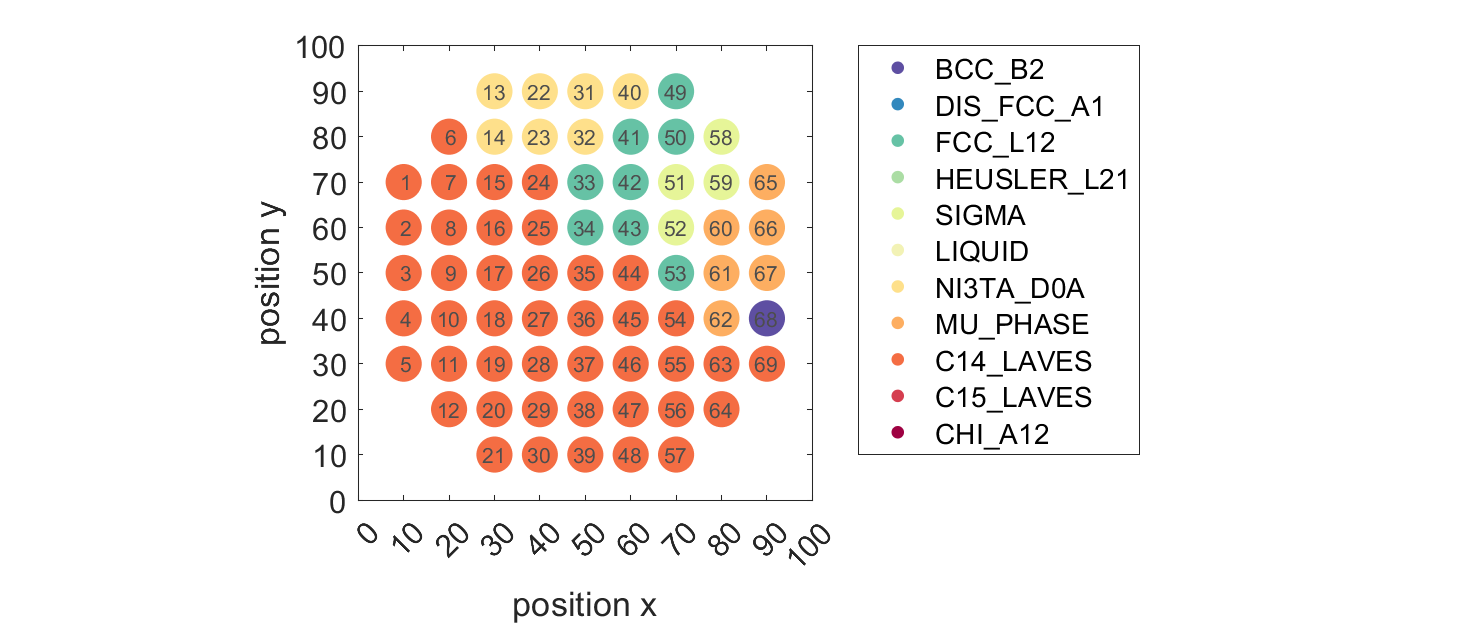 100
90 13 22 31 40 49
80 6 14 23 32 41 50 58
70 1 7 15 24 33 42 51 59 65
60 2 8 16 25 34 43 52 60 66
50 3 9 17 26 35 44 53 61 67
40 4 10 18 27 36 45 54 62 68
30 5 11 19 28 37 46 55 63 69
20 12 20 29 38 47 56 64
10 21 30 39 48 57
0
0 10 20 30 40 50 60 70 80 90 100
position x
position y
BCC_B2
DIS_FCC_A1
FCC_L12
HEUSLER_L21
SIGMA
LIQUID
NI3TA_D0A
MU_PHASE
C14_LAVES
C15_LAVES
CHI_A12